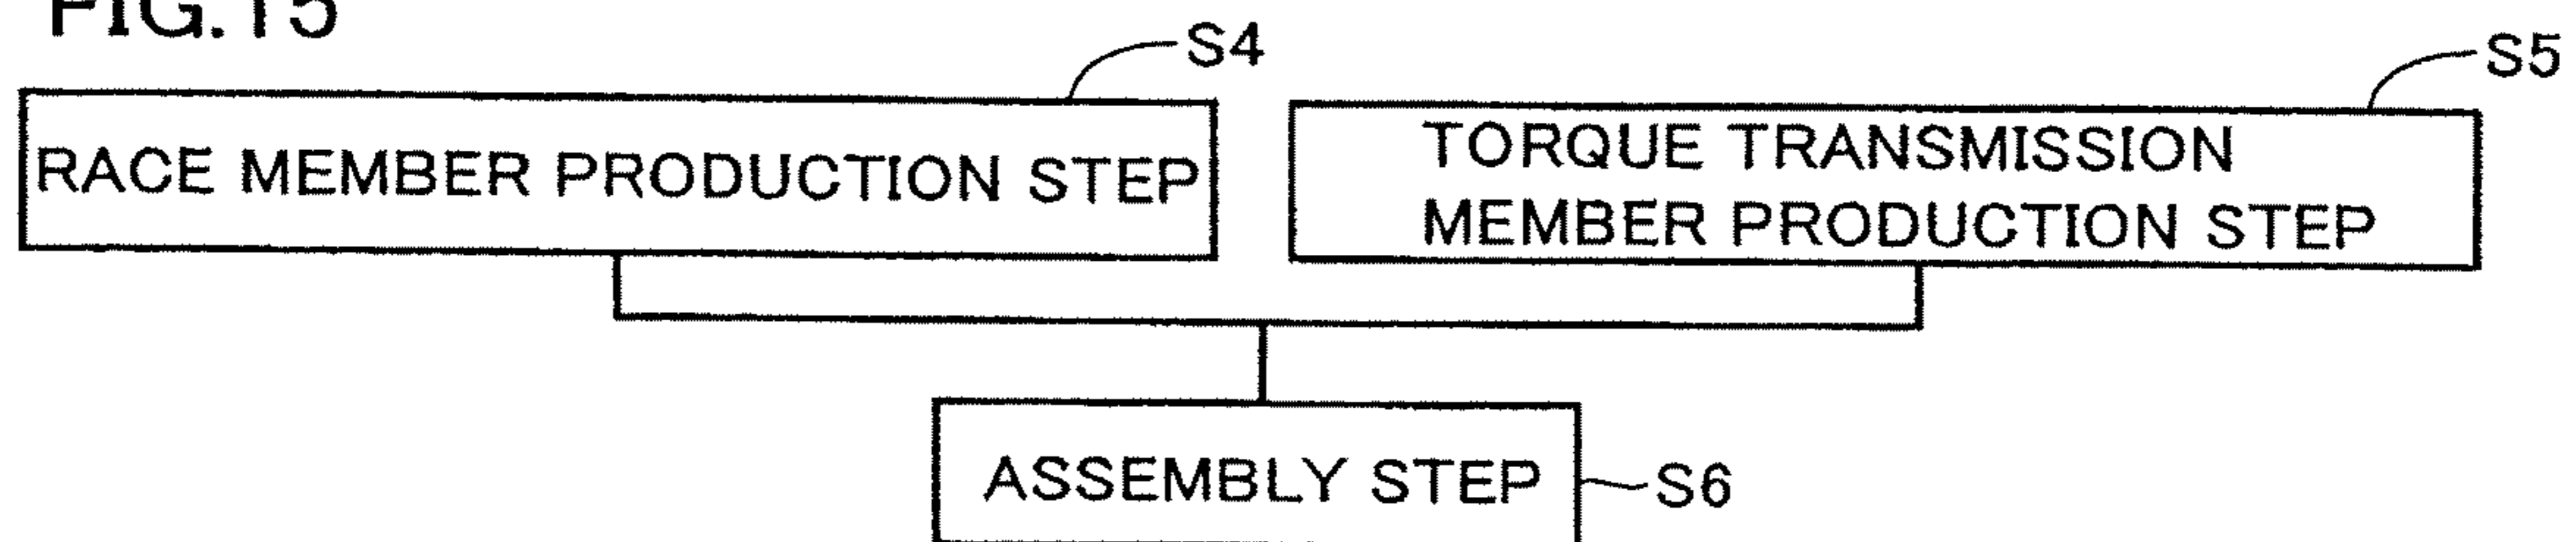 FIG.15
S4
S5
RACE MEMBER PRODUCTION STEP
TORQUE TRANSMISSION
MEMBER PRODUCTION STEP
ASSEMBLY STEP
S6